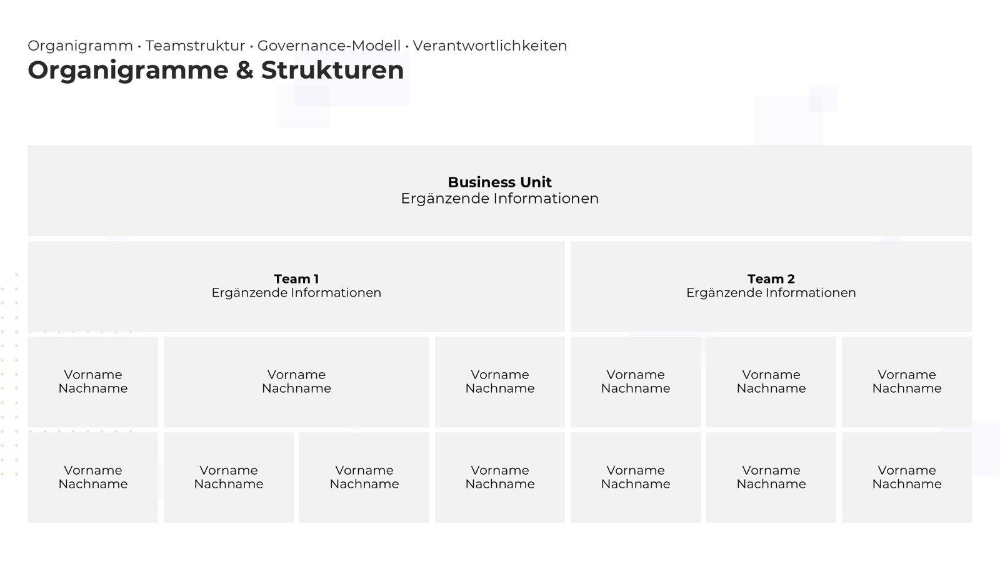 Organigramm • Teamstruktur • Governance-Modell • Verantwortlichkeiten
Organigramme & Strukturen
Business Unit
Ergänzende Informationen
Team 1
Ergänzende Informationen
Team 2
Ergänzende Informationen
Vorname
Nachname
Vorname
Nachname
Vorname
Nachname
Vorname
Nachname
Vorname
Nachname
Vorname
Nachname
Vorname
Nachname
Vorname
Nachname
Vorname
Nachname
Vorname
Nachname
Vorname
Nachname
Vorname
Nachname
Vorname
Nachname